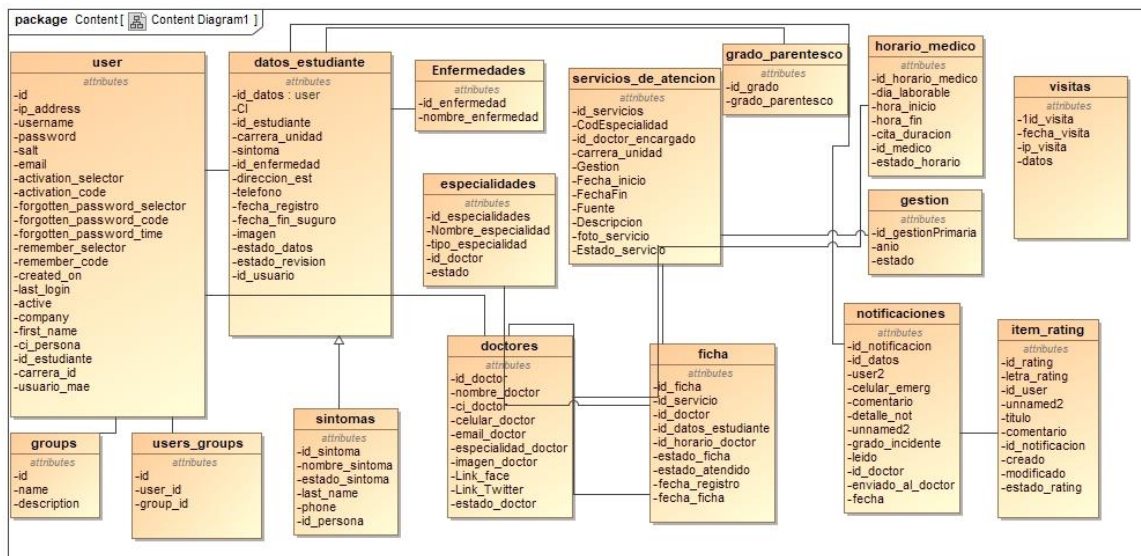 package Content [ Content Diagram1 ]
user
attributes
-id
-ip_address
-username
-password
-salt
-email
-activation_selector
-activation_code
-forgotten_password_selector
-forgotten_password_code
-forgotten_password_time
-remember_selector
-remember_code
-created_on
-last_login
-active
-company
-first_name
-ci_persona
-id_estudiante
-carrera_id
-usuario_mae
datos_estudiante
attributes
-id_datos : user
-CI
-id_estudiante
-carrera_unidad
-sintoma
-id_enfermedad
-direccion_est
-telefono
-fecha_registro
-fecha_fin_suguro
-imagen
-estado_datos
-estado_revision
-id_usuario
Enfermedades
attributes
-id_enfermedad
-nombre_enfermedad
especialidades
attributes
-id_especialidades
-Nombre_especialidad
-tipo_especialidad
-id_doctor
-estado
servicios_de_atencion
attributes
-id_servicios
-CodEspecialidad
-id_doctor_encargado
-carrera_unidad
-Gestion
-Fecha_inicio
-FechaFin
-Fuente
-Descripcion
-foto_servicio
-Estado_servicio
grado_parentesco
attributes
-id_grado
-grado_parentesco
horario_medico
attributes
-id_horario_medico
-dia_laborable
-hora_inicio
-hora_fin
-cita_duracion
-id_medico
-estado_horario
visitas
attributes
-1id_visita
-fecha_visita
-ip_visita
-datos
gestion
attributes
-id_gestionPrimaria
-anio
-estado
groups
attributes
-id
-name
-description
users_groups
attributes
-id
-user_id
-group_id
sintomas
attributes
-id_sintoma
-nombre_sintoma
-estado_sintoma
-last_name
-phone
-id_persona
doctores
attributes
-id_doctor
-nombre_doctor
-ci_doctor
-celular_doctor
-email_doctor
-especialidad_doctor
-imagen_doctor
-Link_face
-Link_Twitter
-estado_doctor
ficha
attributes
-id_ficha
-id_servicio
-id_doctor
-id_datos_estudiante
-id_horario_doctor
-estado_ficha
-estado_atendido
-fecha_registro
-fecha_ficha
notificaciones
attributes
-id_notificacion
-id_datos
-user2
-celular_emerg
-comentario
-detalle_not
-unnamed2
-grado_incidente
-leido
-id_doctor
-enviado_al_doctor
-fecha
item_rating
attributes
-id_rating
-letra_rating
-id_user
-unnamed2
-titulo
-comentario
-id_notificacion
-creado
-modificado
-estado_rating